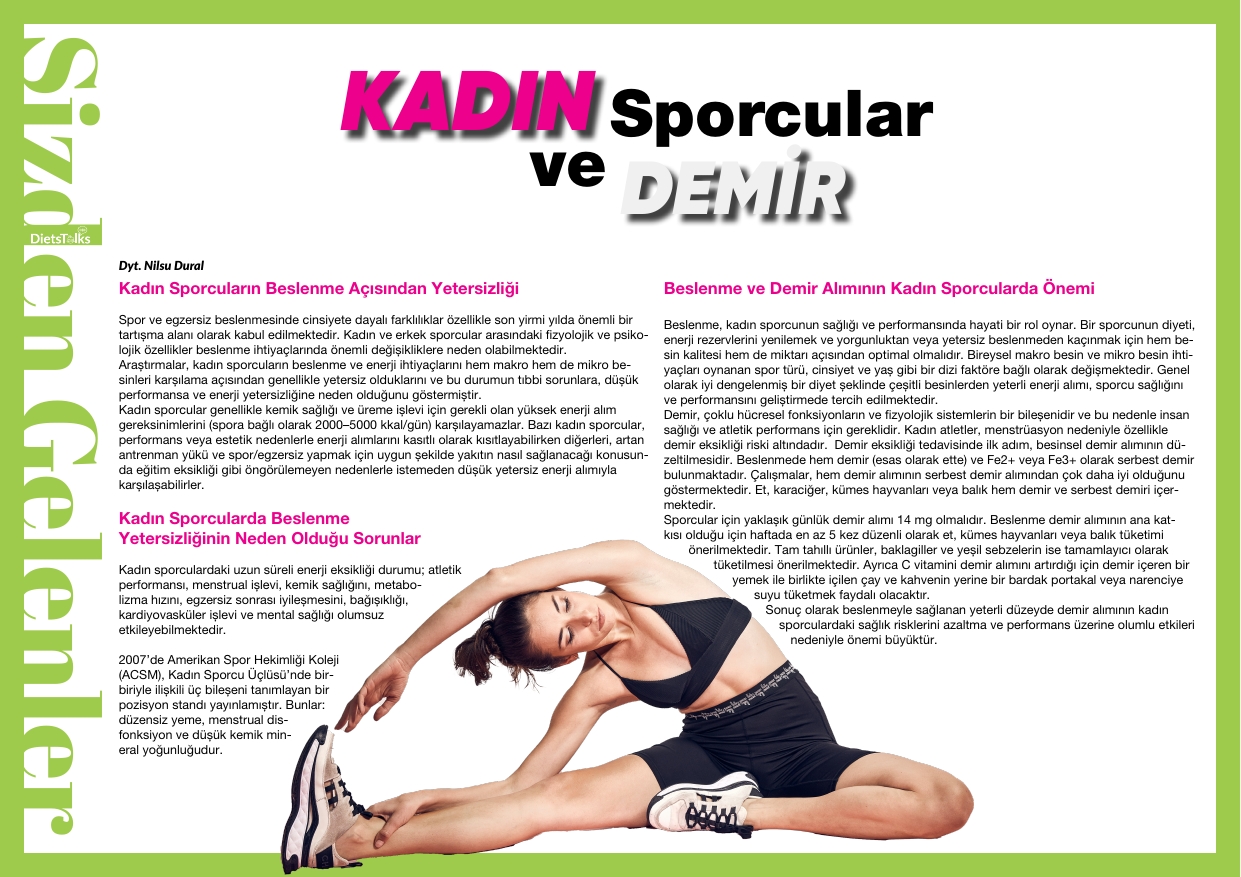 Sizden Gelenler
DietsTalks
KADIN Sporcular
ve DEMİR
Dyt. Nilsu Dural
Kadın Sporcuların Beslenme Açısından Yetersizliği
Spor ve egzersiz beslenmesinde cinsiyete dayalı farklılıklar özellikle son yirmi yılda önemli bir
tartışma alanı olarak kabul edilmektedir. Kadın ve erkek sporcular arasındaki fizyolojik ve psiko-
lojik özellikler beslenme ihtiyaçlarında önemli değişikliklere neden olabilmektedir.
Araştırmalar, kadın sporcuların beslenme ve enerji ihtiyaçlarını hem makro hem de mikro be-
sinleri karşılama açısından genellikle yetersiz olduklarını ve bu durumun tıbbi sorunlara, düşük
performansa ve enerji yetersizliğine neden olduğunu göstermiştir.
Kadın sporcular genellikle kemik sağlığı ve üreme işlevi için gerekli olan yüksek enerji alım
gereksinimlerini (spora bağlı olarak 2000–5000 kkal/gün) karşılayamazlar. Bazı kadın sporcular,
performans veya estetik nedenlerle enerji alımlarını kasıtlı olarak kısıtlayabilirken diğerleri, artan
antrenman yükü ve spor/egzersiz yapmak için uygun şekilde yakıtın nasıl sağlanacağı konusun-
da eğitim eksikliği gibi öngörülemeyen nedenlerle istemeden düşük yetersiz enerji alımıyla
karşılaşabilirler.
Kadın Sporcularda Beslenme
Yetersizliğinin Neden Olduğu Sorunlar
Kadın sporculardaki uzun süreli enerji eksikliği durumu; atletik
performansı, menstrual işlevi, kemik sağlığını, metabo-
lizma hızını, egzersiz sonrası iyileşmesini, bağışıklığı,
kardiyovasküler işlevi ve mental sağlığı olumsuz
etkileyebilmektedir.
2007’de Amerikan Spor Hekimliği Koleji
(ACSM), Kadın Sporcu Üçlüsü’nde bir-
biriyle ilişkili üç bileşeni tanımlayan bir
pozisyon standı yayınlamıştır. Bunlar:
düzensiz yeme, menstrual dis-
fonksiyon ve düşük kemik min-
eral yoğunluğudur.
Beslenme ve Demir Alımının Kadın Sporcularda Önemi
Beslenme, kadın sporcunun sağlığı ve performansında hayati bir rol oynar. Bir sporcunun diyeti,
enerji rezervlerini yenilemek ve yorgunluktan veya yetersiz beslenmeden kaçınmak için hem be-
sin kalitesi hem de miktarı açısından optimal olmalıdır. Bireysel makro besin ve mikro besin ihti-
yaçları oynanan spor türü, cinsiyet ve yaş gibi bir dizi faktöre bağlı olarak değişmektedir. Genel
olarak iyi dengelenmiş bir diyet şeklinde çeşitli besinlerden yeterli enerji alımı, sporcu sağlığını
ve performansını geliştirmede tercih edilmektedir.
Demir, çoklu hücresel fonksiyonların ve fizyolojik sistemlerin bir bileşenidir ve bu nedenle insan
sağlığı ve atletik performans için gereklidir. Kadın atletler, menstrüasyon nedeniyle özellikle
demir eksikliği riski altındadır.  Demir eksikliği tedavisinde ilk adım, besinsel demir alımının dü-
zeltilmesidir. Beslenmede hem demir (esas olarak ette) ve Fe2+ veya Fe3+ olarak serbest demir
bulunmaktadır. Çalışmalar, hem demir alımının serbest demir alımından çok daha iyi olduğunu
göstermektedir. Et, karaciğer, kümes hayvanları veya balık hem demir ve serbest demiri içer-
mektedir.
Sporcular için yaklaşık günlük demir alımı 14 mg olmalıdır. Beslenme demir alımının ana kat-
kısı olduğu için haftada en az 5 kez düzenli olarak et, kümes hayvanları veya balık tüketimi
önerilmektedir. Tam tahıllı ürünler, baklagiller ve yeşil sebzelerin ise tamamlayıcı olarak
tüketilmesi önerilmektedir. Ayrıca C vitamini demir alımını artırdığı için demir içeren bir
yemek ile birlikte içilen çay ve kahvenin yerine bir bardak portakal veya narenciye
suyu tüketmek faydalı olacaktır.
Sonuç olarak beslenmeyle sağlanan yeterli düzeyde demir alımının kadın
sporculardaki sağlık risklerini azaltma ve performans üzerine olumlu etkileri
nedeniyle önemi büyüktür.